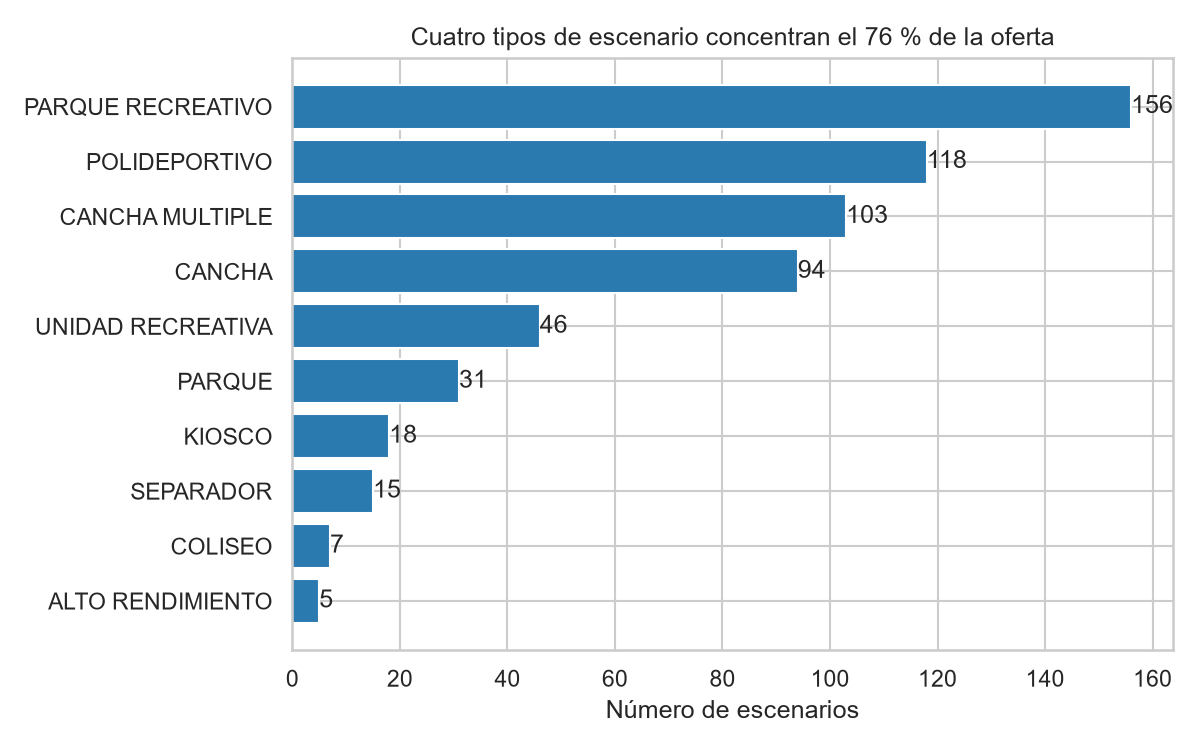 Cuatro tipos de escenario concentran el 76 % de la oferta
PARQUE RECREATIVO 156
POLIDEPORTIVO 118
CANCHA MULTIPLE 103
CANCHA 94
UNIDAD RECREATIVA 46
PARQUE 31
KIOSCO 18
SEPARADOR 15
COLISEO 7
ALTO RENDIMIENTO 5
0 20 40 60 80 100 120 140 160
Número de escenarios